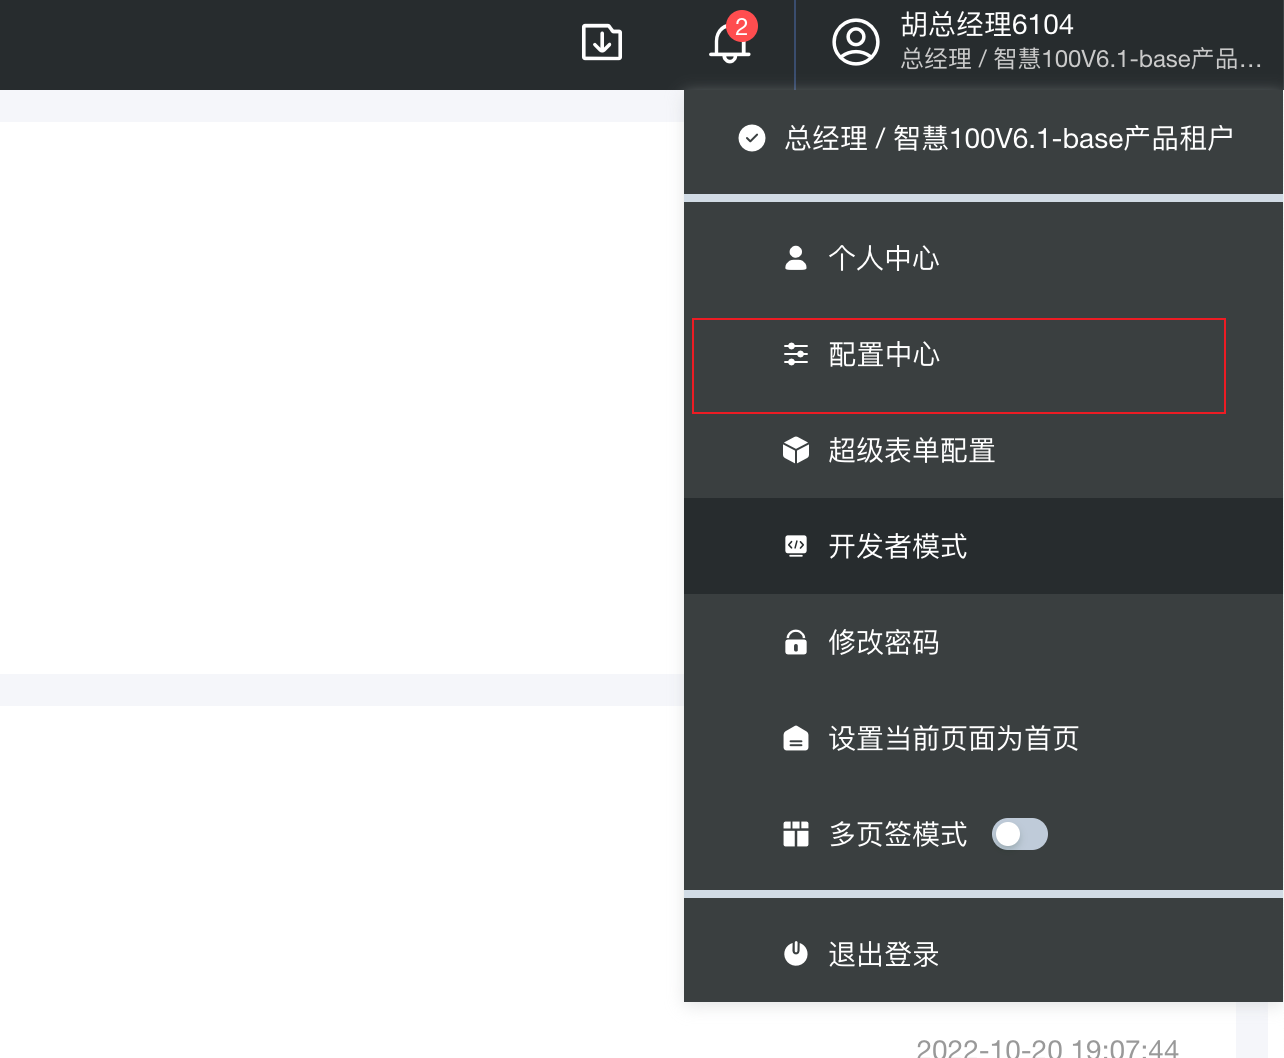 2
胡总经理6104
总经理 / 智慧100V6.1-base产品...
总经理 / 智慧100V6.1-base产品租户
个人中心
配置中心
超级表单配置
开发者模式
修改密码
设置当前页面为首页
多页签模式
退出登录
2022-10-20 19:07:44